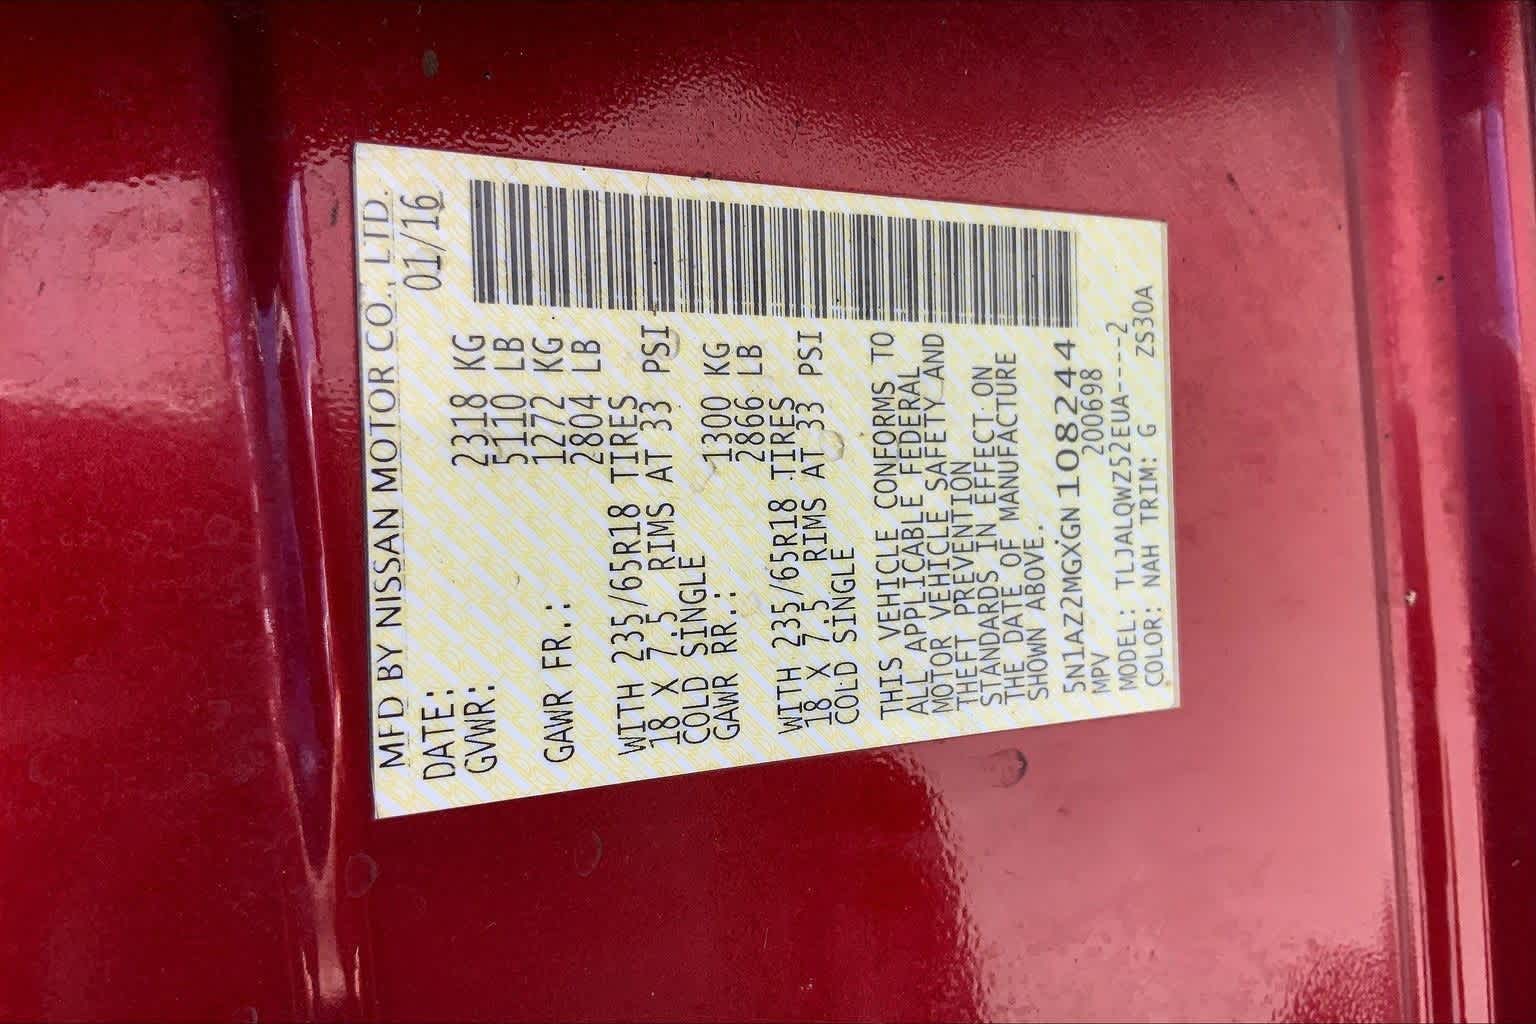 MFD BY NISSAN MOTOR CO., LTD.
DATE: 01/16
GVWR: 2318 KG
5110 LB
GAWR FR.: 1272 KG
2804 LB
WITH 235/65R18 TIRES
18 X 7.5 RIMS AT 33 PSI
COLD SINGLE
GAWR RR.: 1300 KG
2866 LB
WITH 235/65R18 TIRES
18 X 7.5 RIMS AT 33 PSI
COLD SINGLE
THIS VEHICLE CONFORMS TO
ALL APPLICABLE FEDERAL
MOTOR VEHICLE SAFETY AND
THEFT PREVENTION
STANDARDS IN EFFECT ON
THE DATE OF MANUFACTURE
SHOWN ABOVE.
5N1AZ2MGXGN108244
MPV 200698
MODEL: TLJALQWZ52EUA----2
COLOR: NAH TRIM: G ZS30A